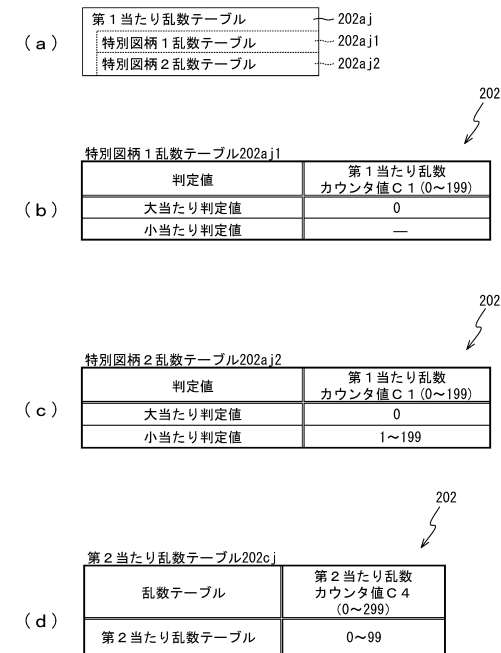 第１当たり乱数テーブル 202aj
(a) 特別図柄１乱数テーブル 202aj1
特別図柄２乱数テーブル 202aj2
202
特別図柄１乱数テーブル202aj1
判定値 第１当たり乱数
カウンタ値Ｃ１(0～199)
(b) 大当たり判定値 0
小当たり判定値 ―
202
特別図柄２乱数テーブル202aj2
判定値 第１当たり乱数
カウンタ値Ｃ１(0～199)
(c) 大当たり判定値 0
小当たり判定値 1～199
202
第２当たり乱数テーブル202cj
乱数テーブル 第２当たり乱数
カウンタ値Ｃ４
(0～299)
(d) 第２当たり乱数テーブル 0～99